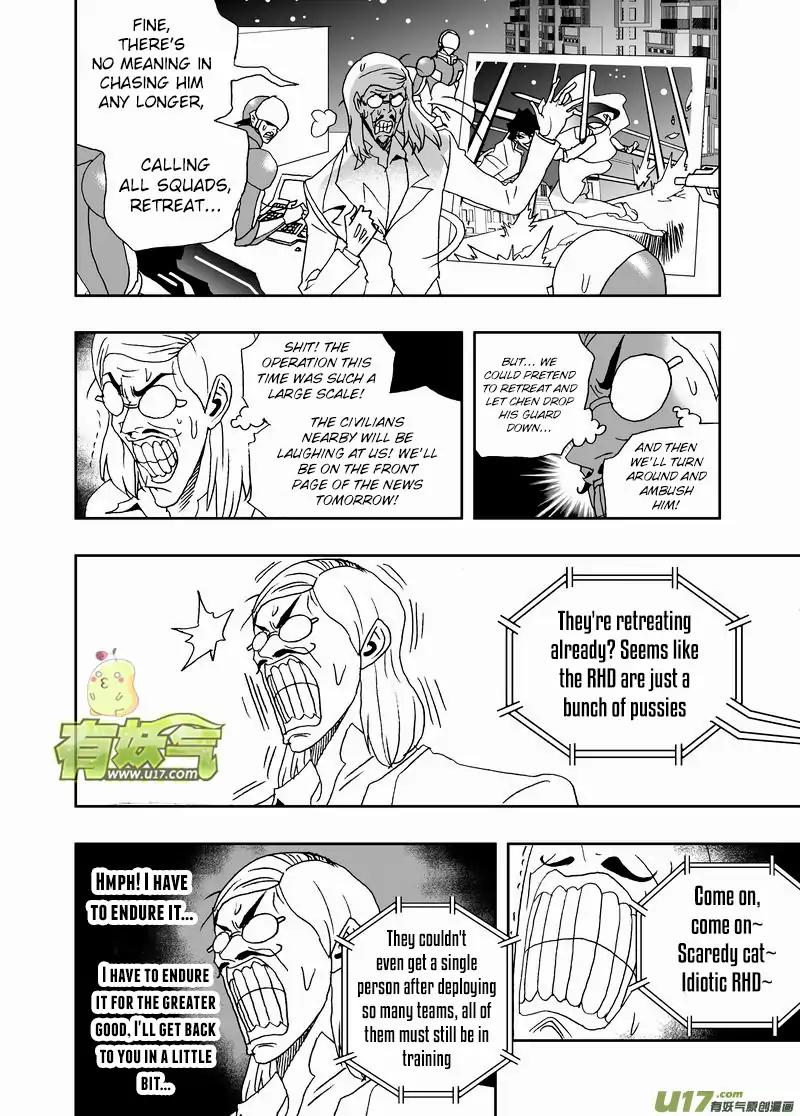 FINE,
THERE'S
NO MEANING IN
CHASING HIM
ANY LONGER,
CALLING
ALL SQUADS,
RETREAT...
SHIT! THE
OPERATION THIS
TIME WAS SUCH A
LARGE SCALE!
THE CIVILIANS
NEARBY WILL BE
LAUGHING AT US! WE'LL
BE ON THE FRONT
PAGE OF THE NEWS
TOMORROW!
BUT... WE
COULD PRETEND
TO RETREAT AND
LET CHEN DROP
HIS GUARD
DOWN...
AND THEN
WE'LL TURN
AROUND AND
AMBUSH
HIM!
They're retreating
already? Seems like
the RHD are just a
bunch of pussies
有妖气
www.u17.com
HMPH! I HAVE
TO ENDURE IT...
I HAVE TO ENDURE
IT FOR THE GREATER
GOOD, I'LL GET BACK
TO YOU IN A LITTLE
BIT...
They couldn't
even get a single
person after deploying
so many teams, all of
them must still be in
training
Come on,
come on~
Scaredy cat~
Idiotic RHD~
U17.com
有妖气原创漫画